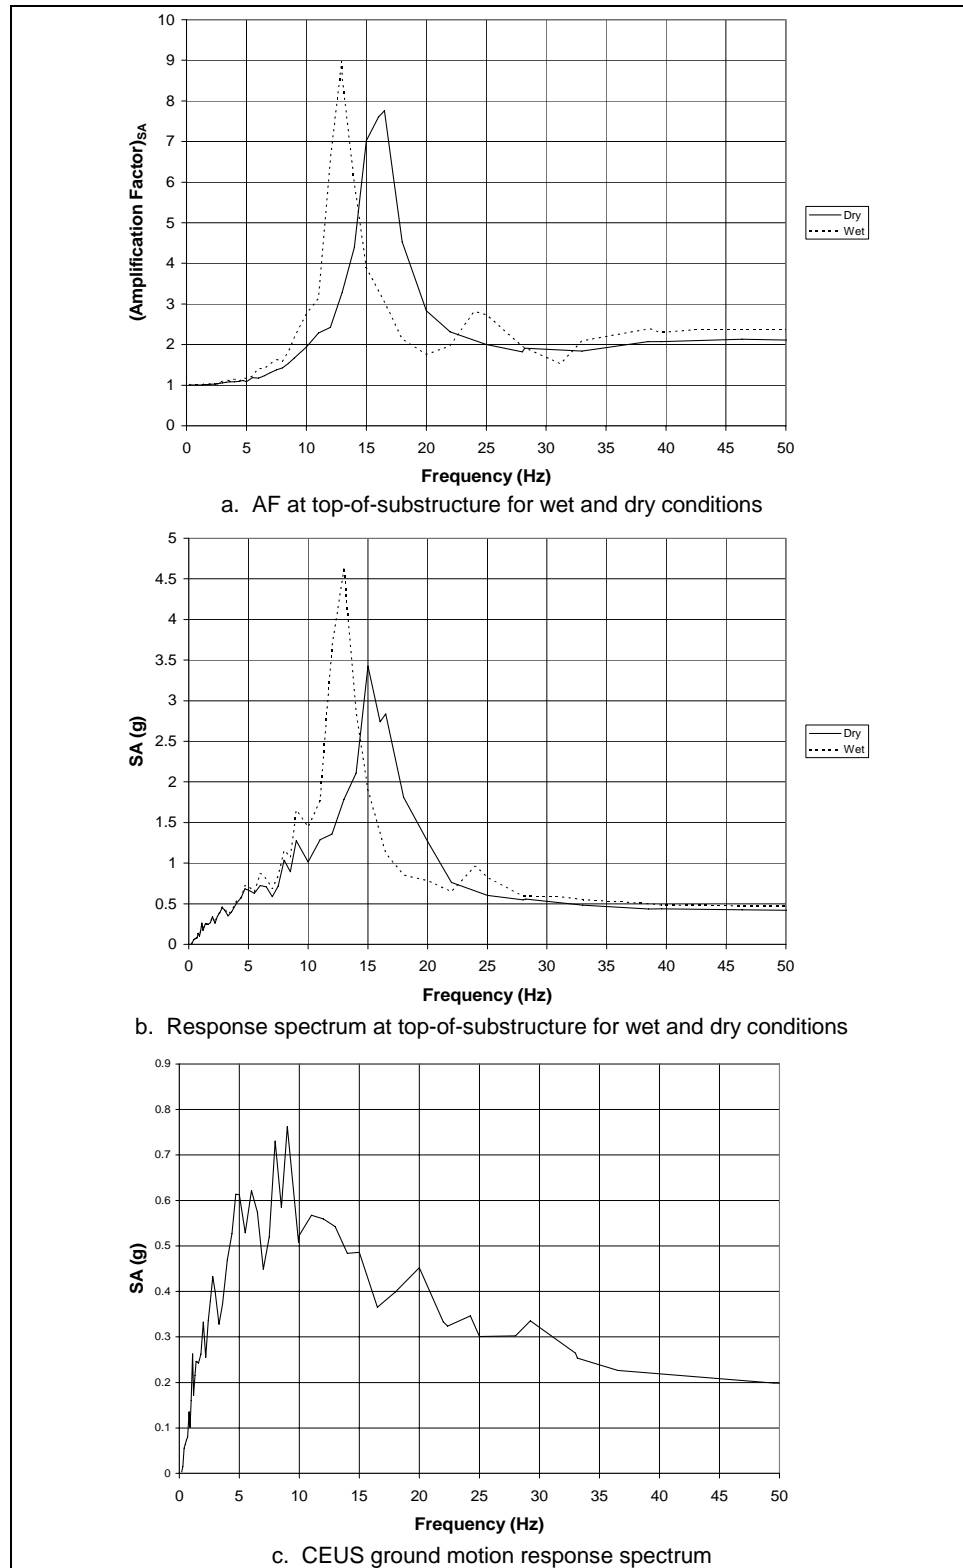 10
9
8
7
6
5
4
3
2
1
0
(Amplification Factor)SA
0 5 10 15 20 25 30 35 40 45 50
Frequency (Hz)
Dry
Wet
a. AF at top-of-substructure for wet and dry conditions
5
4.5
4
3.5
3
2.5
2
1.5
1
0.5
0
SA (g)
0 5 10 15 20 25 30 35 40 45 50
Frequency (Hz)
Dry
Wet
b. Response spectrum at top-of-substructure for wet and dry conditions
0.9
0.8
0.7
0.6
0.5
0.4
0.3
0.2
0.1
0
SA (g)
0 5 10 15 20 25 30 35 40 45 50
Frequency (Hz)
c. CEUS ground motion response spectrum